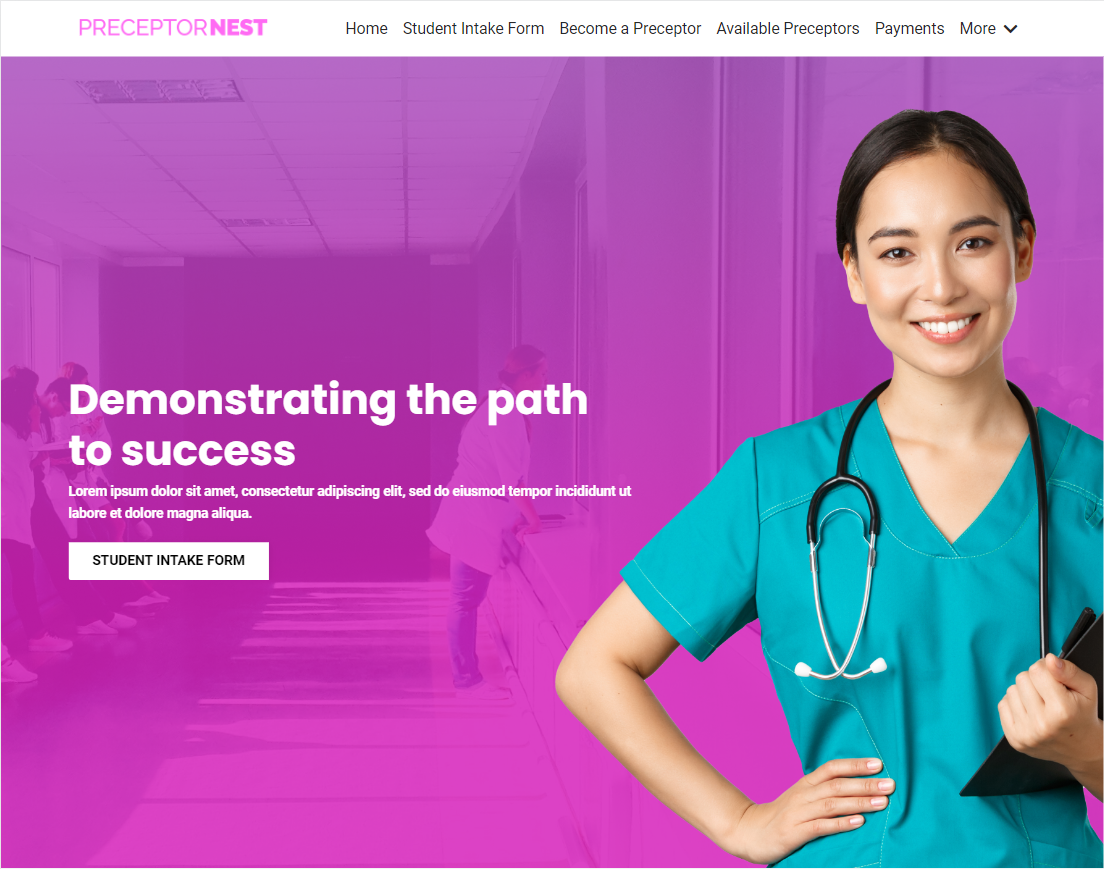 PRECEPTORNEST
Home Student Intake Form Become a Preceptor Available Preceptors Payments More
Demonstrating the path
to success
Lorem ipsum dolor sit amet, consectetur adipiscing elit, sed do eiusmod tempor incididunt ut
labore et dolore magna aliqua.
STUDENT INTAKE FORM